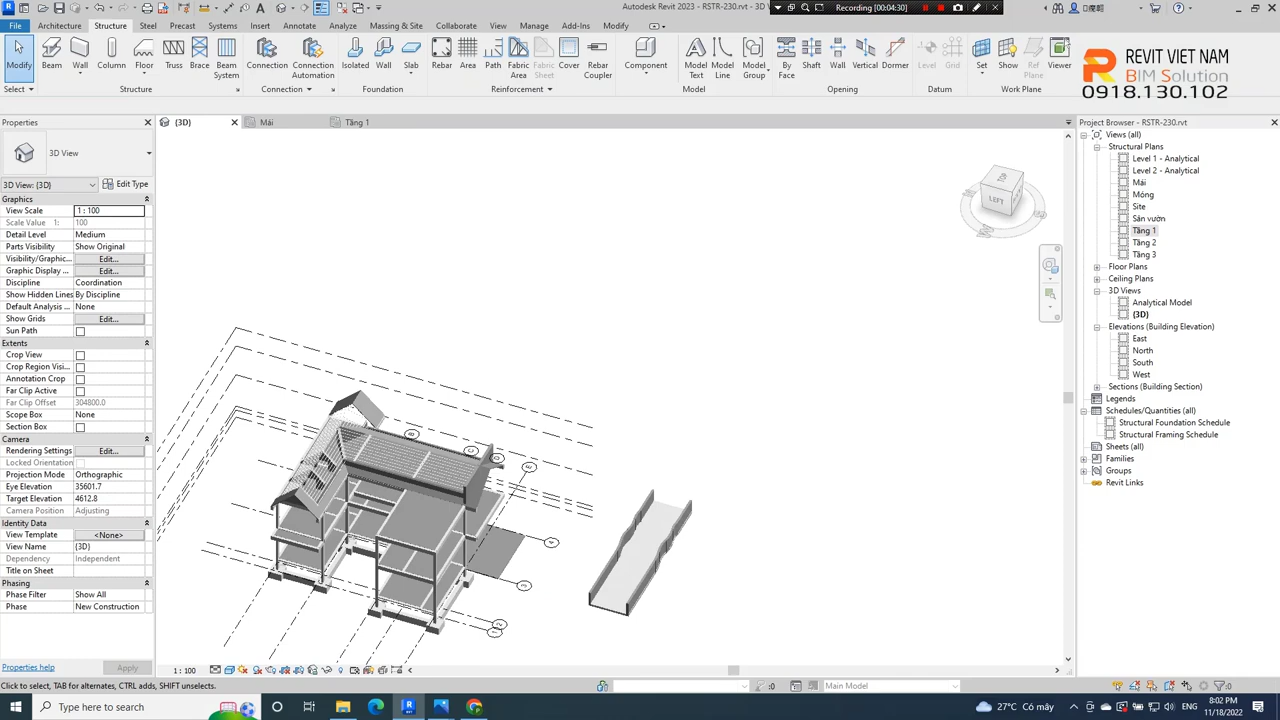 Autodesk Revit 2023 - RSTR-230.rvt - 3D V
Recording [00:04:30]
File Architecture Structure Steel Precast Systems Insert Annotate Analyze Massing & Site Collaborate View Manage Add-Ins Modify
Modify Beam Wall Column Floor Truss Brace Beam System Connection Connection Automation Isolated Wall Slab Rebar Area Path Fabric Area Fabric Sheet Cover Rebar Coupler Component Model Text Model Line Model Group By Face Shaft Wall Vertical Dormer Level Grid Set Show Ref Plane Viewer
Select Structure Connection Foundation Reinforcement Model Opening Datum Work Plane
REVIT VIET NAM
BIM Solution
0918.130.102
Properties
{3D} Mái Tầng 1
3D View
3D View: {3D} Edit Type
Graphics
View Scale 1 : 100
Scale Value 1: 100
Detail Level Medium
Parts Visibility Show Original
Visibility/Graphic... Edit...
Graphic Display ... Edit...
Discipline Coordination
Show Hidden Lines By Discipline
Default Analysis ... None
Show Grids Edit...
Sun Path
Extents
Crop View
Crop Region Visi...
Annotation Crop
Far Clip Active
Far Clip Offset 304800.0
Scope Box None
Section Box
Camera
Rendering Settings Edit...
Locked Orientation
Projection Mode Orthographic
Eye Elevation 35601.7
Target Elevation 4612.8
Camera Position Adjusting
Identity Data
View Template <None>
View Name {3D}
Dependency Independent
Title on Sheet
Phasing
Phase Filter Show All
Phase New Construction
Properties help Apply
TOP
LEFT
4
3
2
1
Project Browser - RSTR-230.rvt
Views (all)
Structural Plans
Level 1 - Analytical
Level 2 - Analytical
Mái
Móng
Site
Sân vườn
Tầng 1
Tầng 2
Tầng 3
Floor Plans
Ceiling Plans
3D Views
Analytical Model
{3D}
Elevations (Building Elevation)
East
North
South
West
Sections (Building Section)
Legends
Schedules/Quantities (all)
Structural Foundation Schedule
Structural Framing Schedule
Sheets (all)
Families
Groups
Revit Links
1 : 100
Click to select, TAB for alternates, CTRL adds, SHIFT unselects.
:0 Main Model :0
Type here to search
27°C Có mây
8:02 PM
11/18/2022